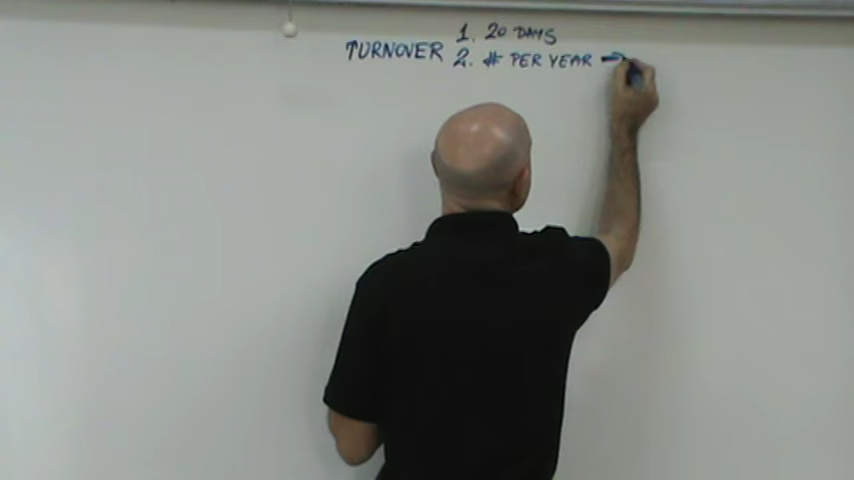 1. 20 DAYS
TURNOVER 2. # PER YEAR →